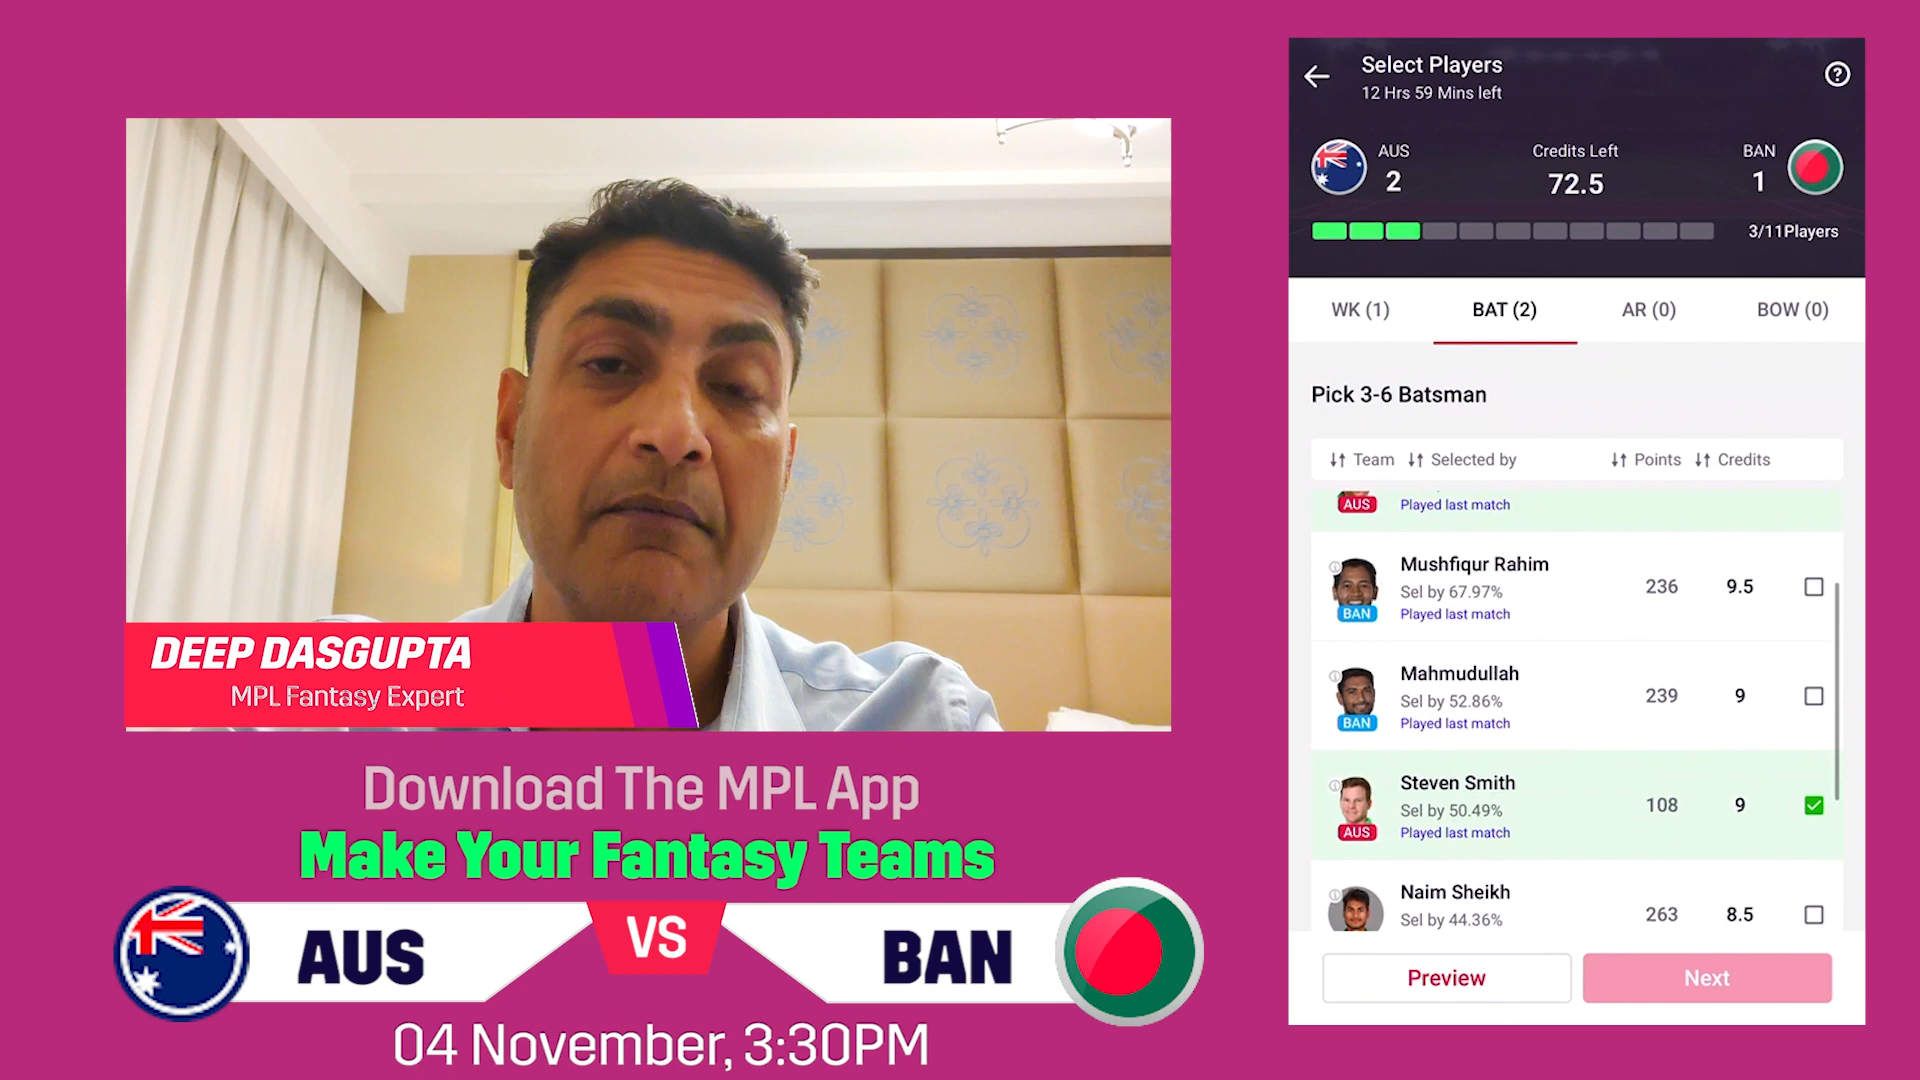 DEEP DASGUPTA
MPL Fantasy Expert
Download The MPL App
Make Your Fantasy Teams
AUS VS BAN
04 November, 3:30PM
Select Players
12 Hrs 59 Mins left
AUS Credits Left BAN
2 72.5 1
3/11Players
WK (1) BAT (2) AR (0) BOW (0)
Pick 3-6 Batsman
Team Selected by Points Credits
AUS Played last match
Mushfiqur Rahim
Sel by 67.97% 236 9.5
BAN Played last match
Mahmudullah
Sel by 52.86% 239 9
BAN Played last match
Steven Smith
Sel by 50.49% 108 9
AUS Played last match
Naim Sheikh
Sel by 44.36% 263 8.5
Preview Next